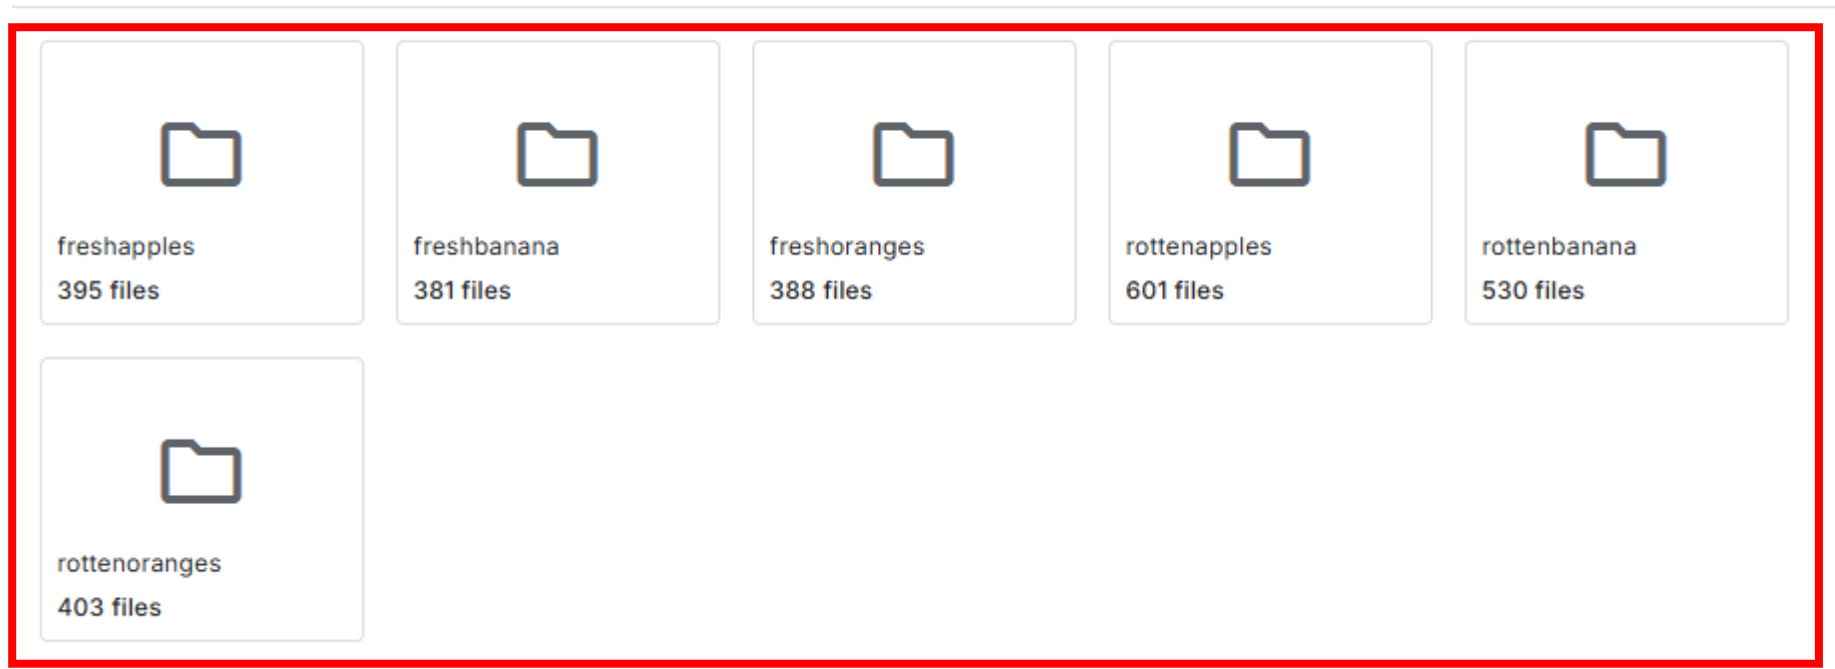 freshapples
395 files
freshbanana
381 files
freshoranges
388 files
rottenapples
601 files
rottenbanana
530 files
rottenoranges
403 files